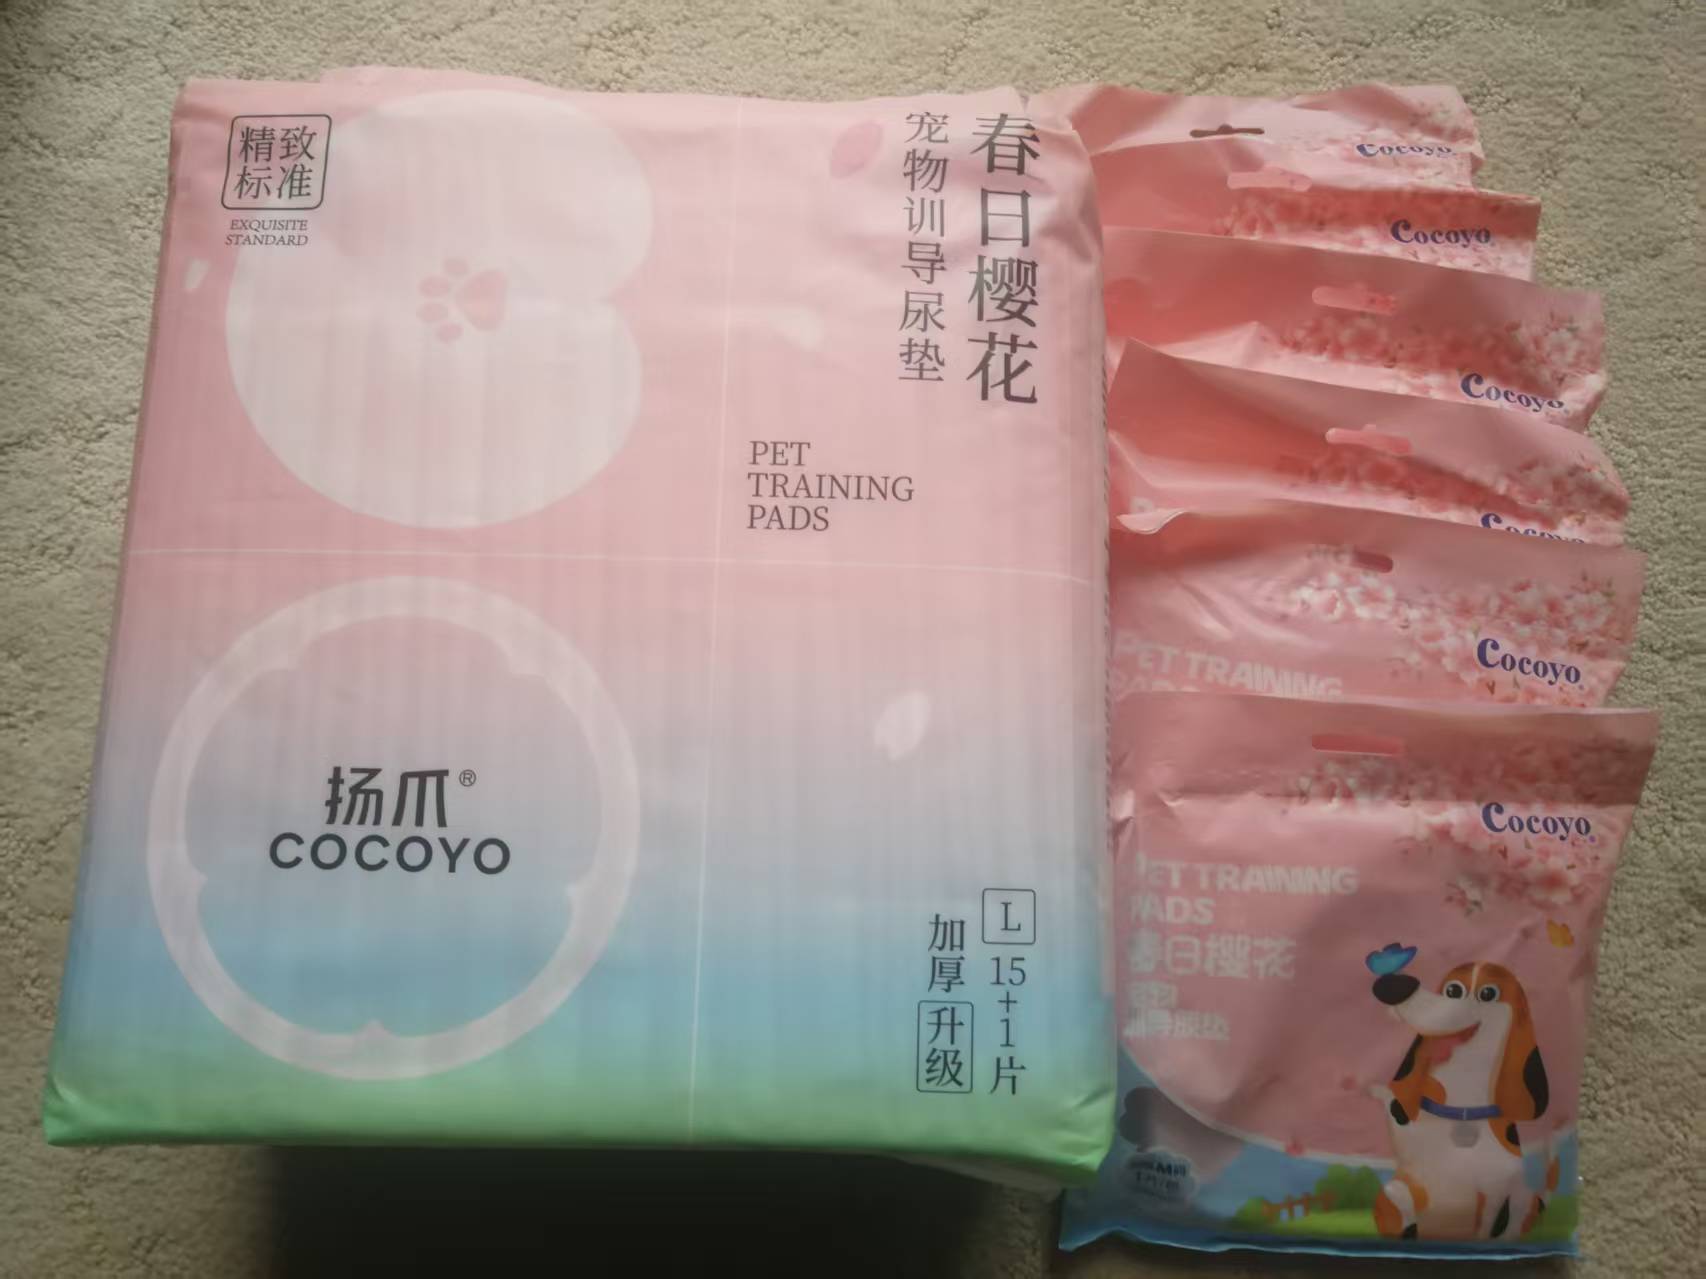 精致
标准
EXQUISITE
STANDARD
春日樱花
宠物训导尿垫
PET
TRAINING
PADS
扬爪®
COCOYO
L
15+1片
加厚
升级
Cocoyo
Cocoyo
Cocoyo
Cocoyo
Cocoyo
PET TRAINING
Cocoyo
PET TRAINING
PADS
春日樱花